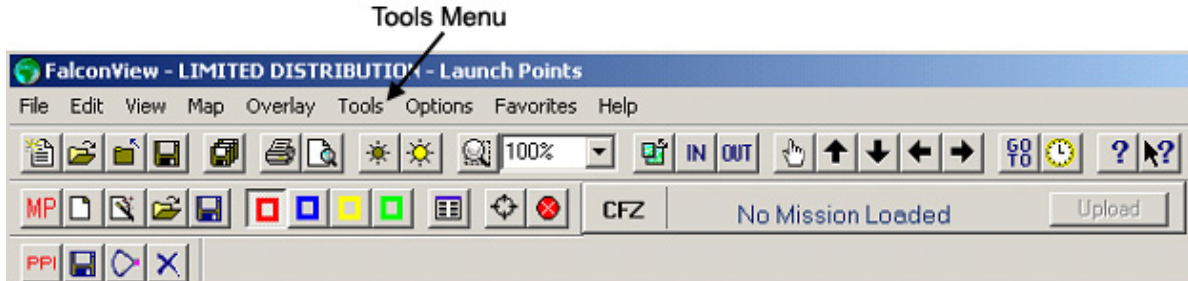 Tools Menu
FalconView - LIMITED DISTRIBUTION - Launch Points
File Edit View Map Overlay Tools Options Favorites Help
100% IN OUT GO TO ? ?
MP CFZ No Mission Loaded Upload
PPI